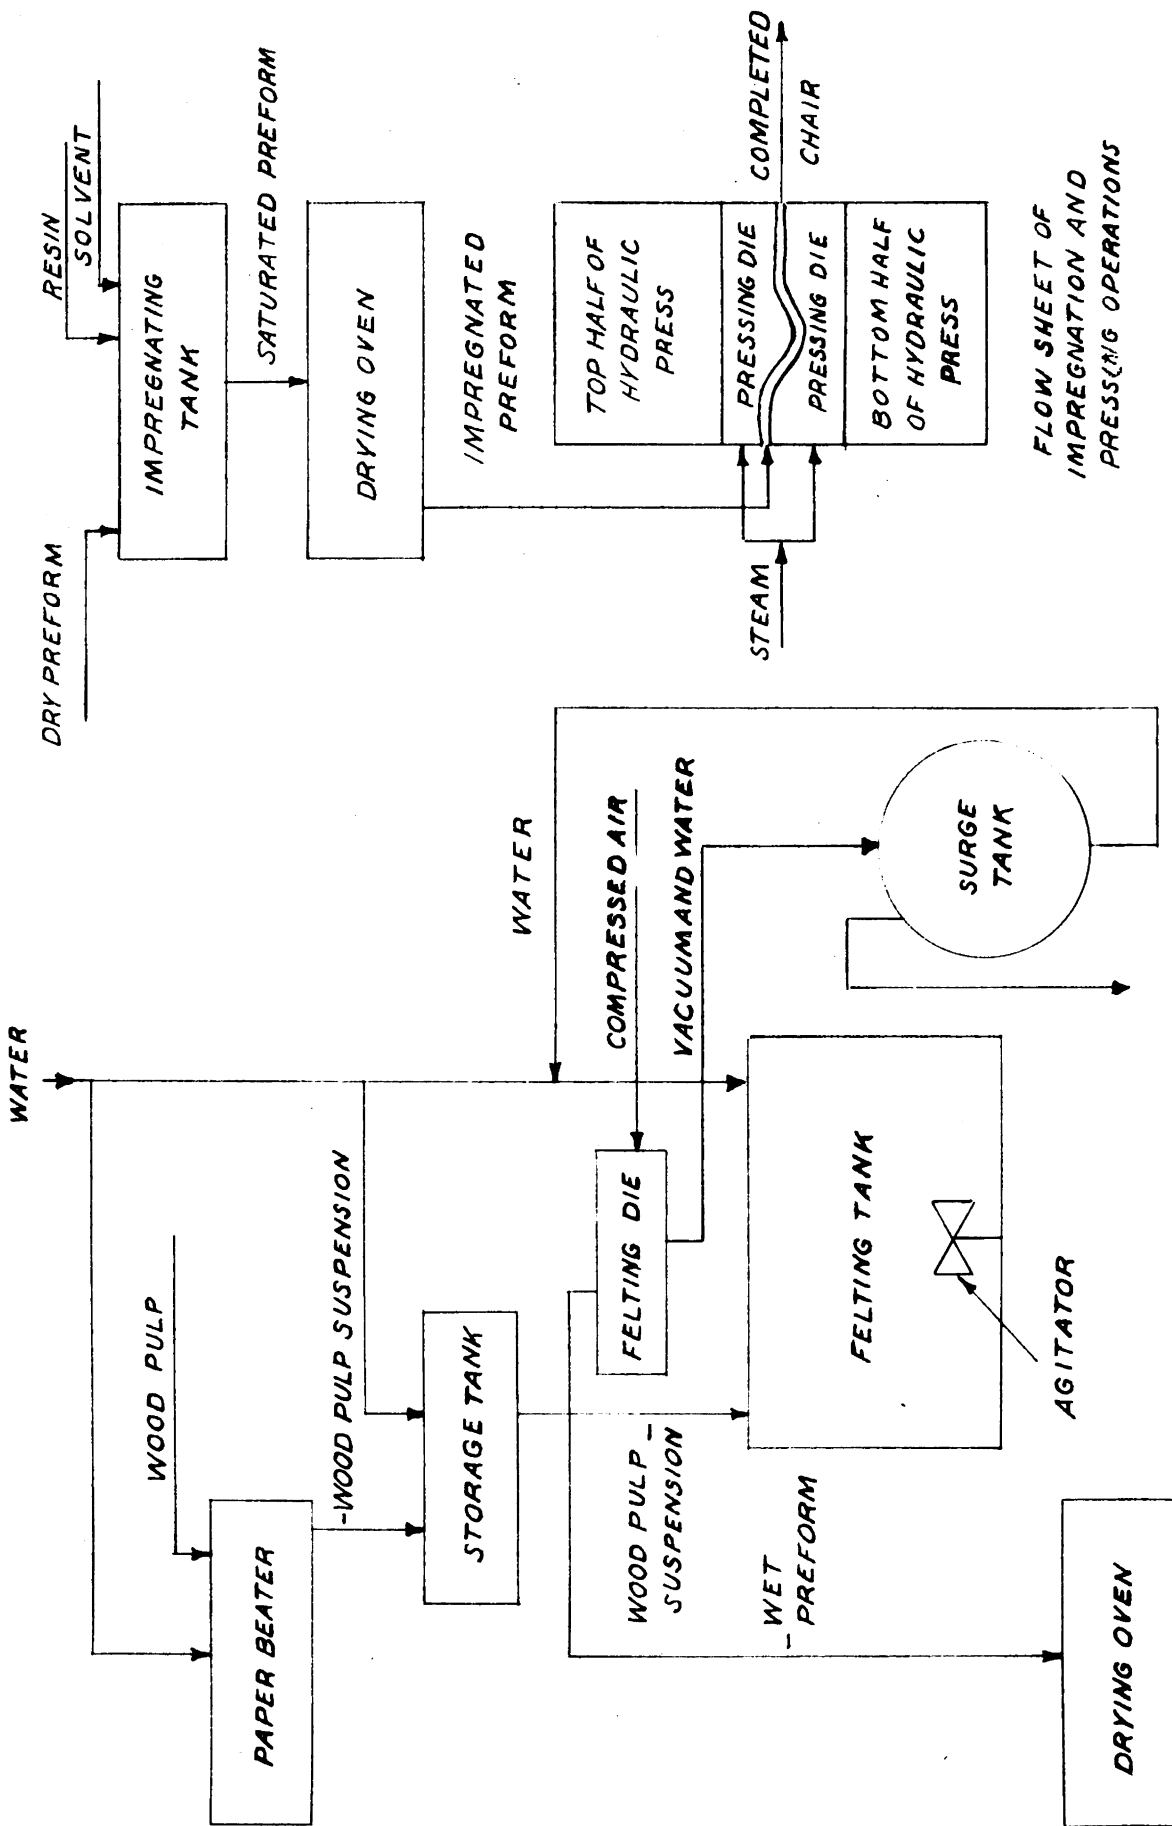 WATER
WOOD PULP
PAPER BEATER
-WOOD PULP SUSPENSION
STORAGE TANK
WATER
COMPRESSED AIR
FELTING DIE
VACUUM AND WATER
WOOD PULP _
SUSPENSION
_ WET
_ PREFORM
FELTING TANK
SURGE
TANK
AGITATOR
DRYING OVEN
DRY PREFORM
RESIN
SOLVENT
IMPREGNATING
TANK
SATURATED PREFORM
DRYING OVEN
IMPREGNATED
PREFORM
TOP HALF OF
HYDRAULIC
PRESS
PRESSING DIE
COMPLETED
CHAIR
STEAM
PRESSING DIE
BOTTOM HALF
OF HYDRAULIC
PRESS
FLOW SHEET OF
IMPREGNATION AND
PRESSING OPERATIONS